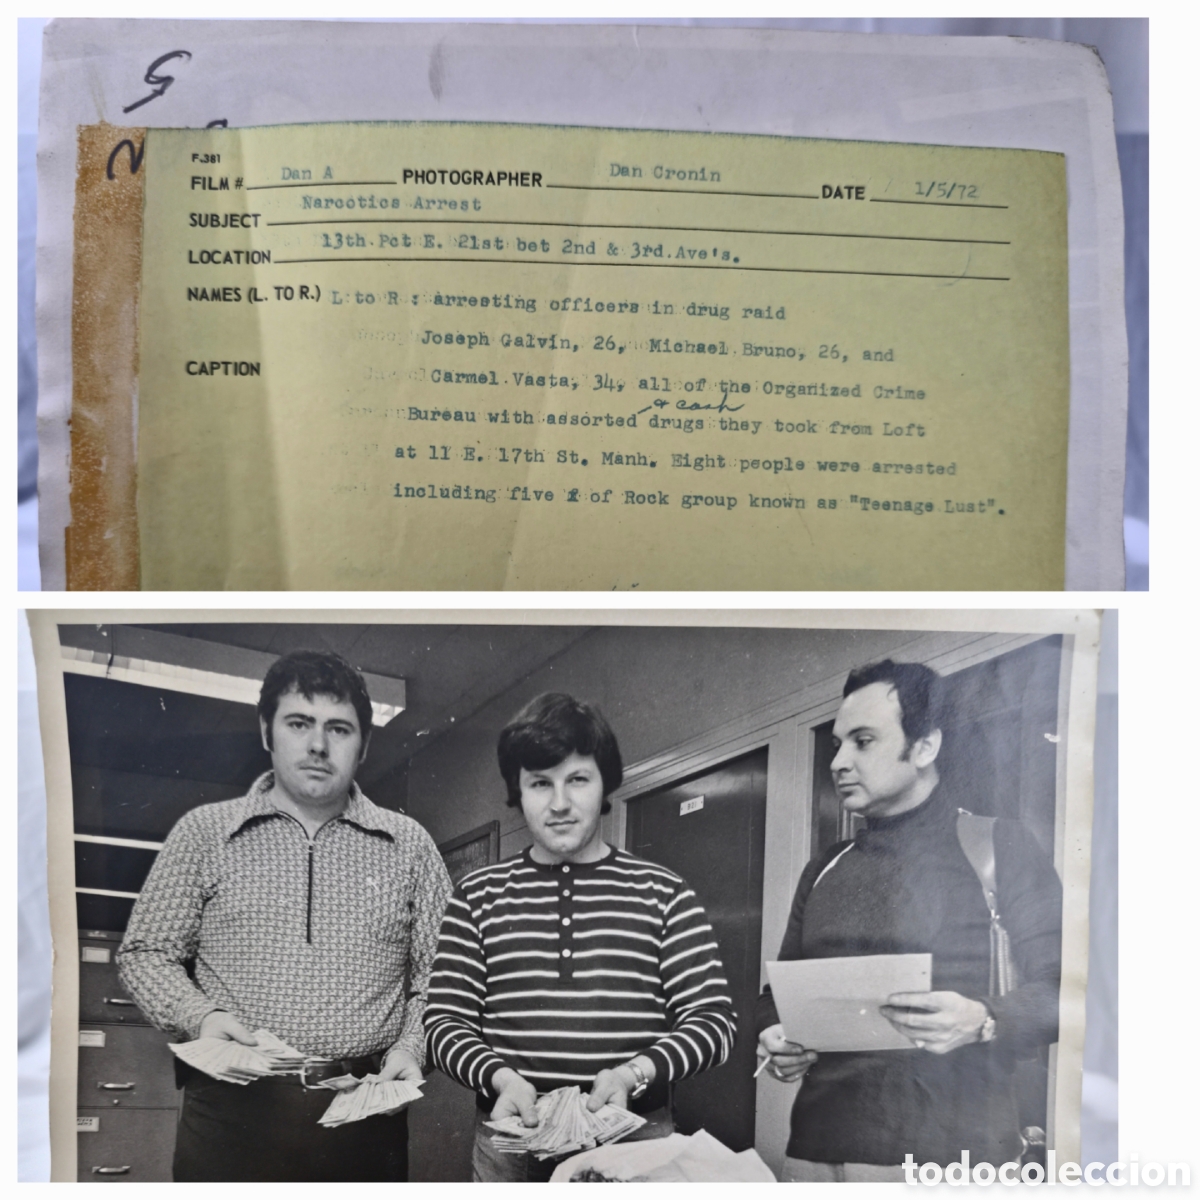 G
F.381
FILM # Dan A PHOTOGRAPHER Dan Cronin DATE 1/5/72
SUBJECT Narcotics Arrest
LOCATION 13th Pct E. 21st bet 2nd & 3rd.Ave's.
NAMES (L. TO R.) L to R : arresting officers in drug raid
Joseph Galvin, 26, Michael Bruno, 26, and
CAPTION Carmel Vasta, 34, all of the Organized Crime
& cash
Bureau with assorted drugs they took from Loft
at 11 E. 17th St. Manh. Eight people were arrested
including five of Rock group known as "Teenage Lust".
todocoleccion